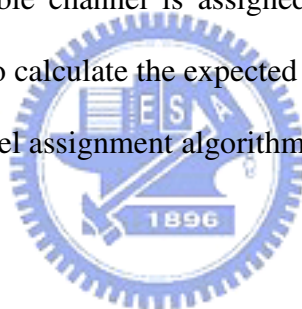 ble channel is assigned
o calculate the expected
el assignment algorithm
E S A
1896